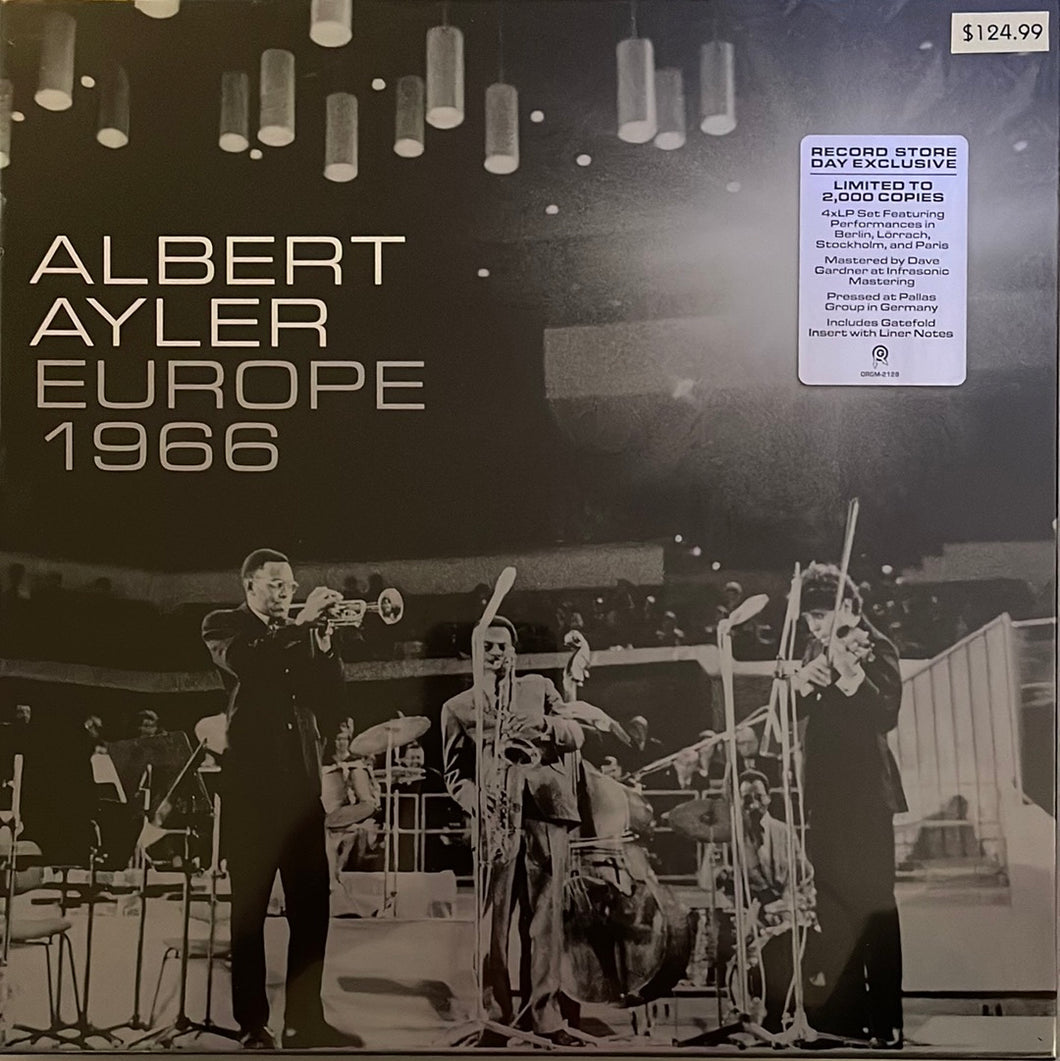 $124.99
RECORD STORE
DAY EXCLUSIVE
LIMITED TO
2,000 COPIES
4xLP Set Featuring
Performances in
Berlin, Lörrach,
Stockholm, and Paris
Mastered by Dave
Gardner at Infrasonic
Mastering
Pressed at Pallas
Group in Germany
Includes Gatefold
Insert with Liner Notes
ORGM-2128
ALBERT
AYLER
EUROPE
1966